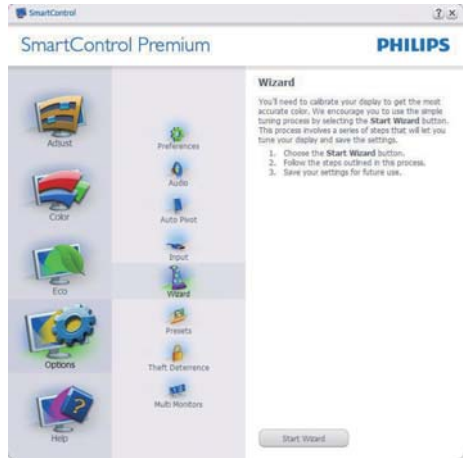 SmartControl
SmartControl Premium
PHILIPS
Adjust
Color
Eco
Options
Help
Preferences
Audio
Auto Pivot
Input
Wizard
Presets
Theft Deterrence
Multi Monitors
Wizard
You'll need to calibrate your display to get the most
accurate color. We encourage you to use the simple
tuning process by selecting the Start Wizard button.
This process involves a series of steps that will let you
tune your display and save the settings.
1. Choose the Start Wizard button.
2. Follow the steps outlined in this process.
3. Save your settings for future use.
Start Wizard